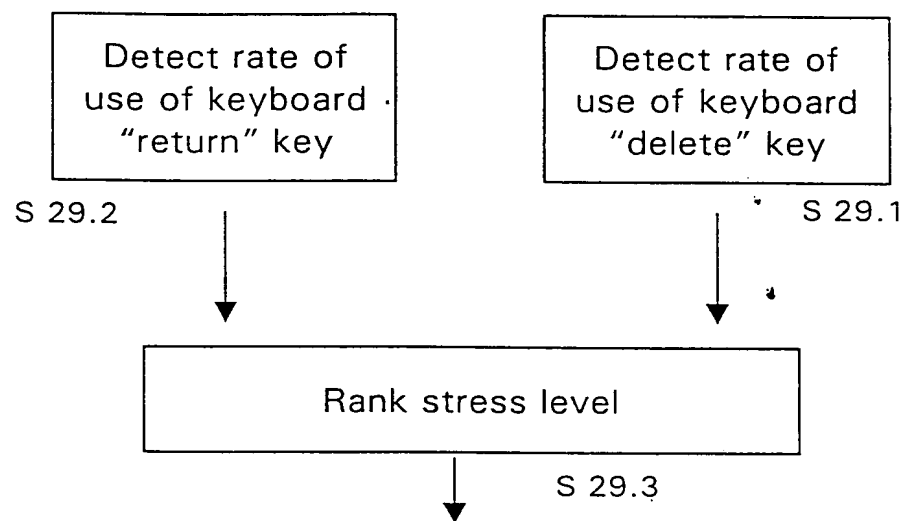 Detect rate of
use of keyboard
“return” key
Detect rate of
use of keyboard
“delete” key
S 29.2
S 29.1
Rank stress level
S 29.3